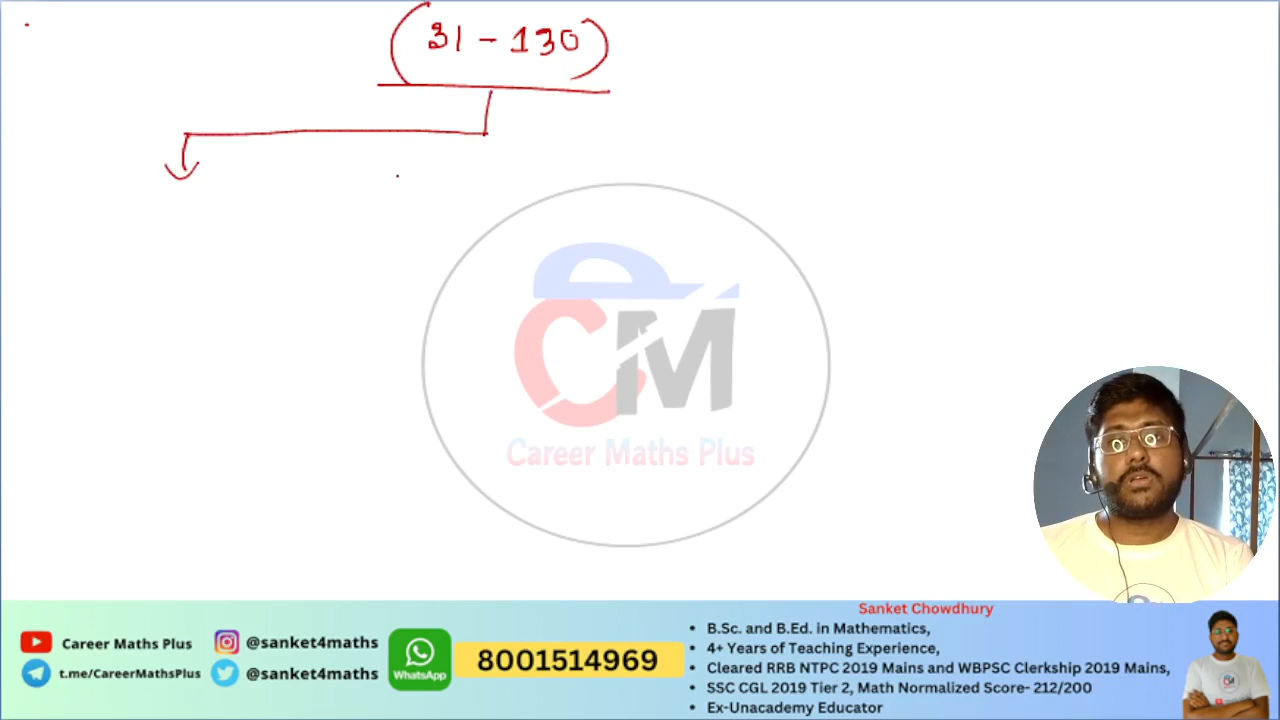 (31 - 130)
CM
Career Maths Plus
Sanket Chowdhury
Career Maths Plus
@sanket4maths
t.me/CareerMathsPlus
@sanket4maths
WhatsApp
8001514969
• B.Sc. and B.Ed. in Mathematics,
• 4+ Years of Teaching Experience,
• Cleared RRB NTPC 2019 Mains and WBPSC Clerkship 2019 Mains,
• SSC CGL 2019 Tier 2, Math Normalized Score- 212/200
• Ex-Unacademy Educator